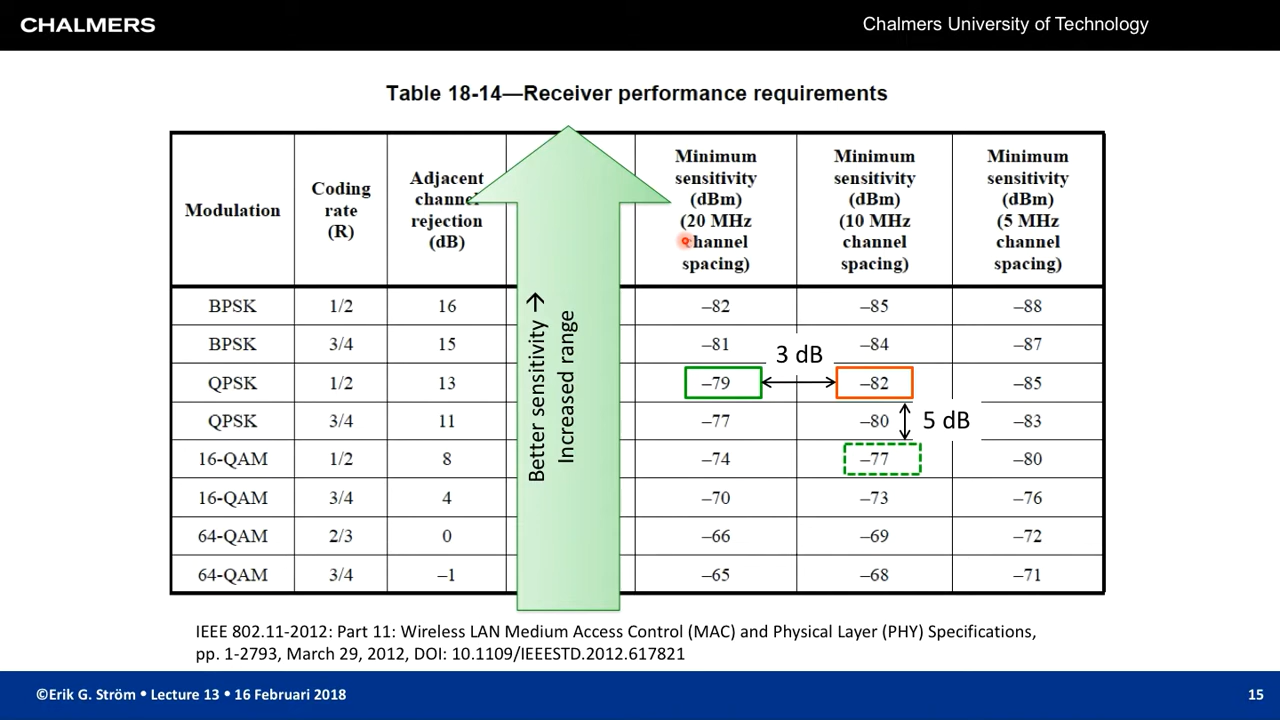 CHALMERS
Chalmers University of Technology
Table 18-14—Receiver performance requirements
Modulation
Coding
rate
(R)
Adjacent
channel
rejection
(dB)
Minimum
sensitivity
(dBm)
(20 MHz
channel
spacing)
Minimum
sensitivity
(dBm)
(10 MHz
channel
spacing)
Minimum
sensitivity
(dBm)
(5 MHz
channel
spacing)
BPSK 1/2 16 –82 –85 –88
BPSK 3/4 15 –81 –84 –87
3 dB
QPSK 1/2 13 –79 –82 –85
QPSK 3/4 11 –77 –80 5 dB –83
16-QAM 1/2 8 –74 –77 –80
16-QAM 3/4 4 –70 –73 –76
64-QAM 2/3 0 –66 –69 –72
64-QAM 3/4 –1 –65 –68 –71
Better sensitivity →
Increased range
IEEE 802.11-2012: Part 11: Wireless LAN Medium Access Control (MAC) and Physical Layer (PHY) Specifications,
pp. 1-2793, March 29, 2012, DOI: 10.1109/IEEESTD.2012.617821
©Erik G. Ström • Lecture 13 • 16 Februari 2018
15